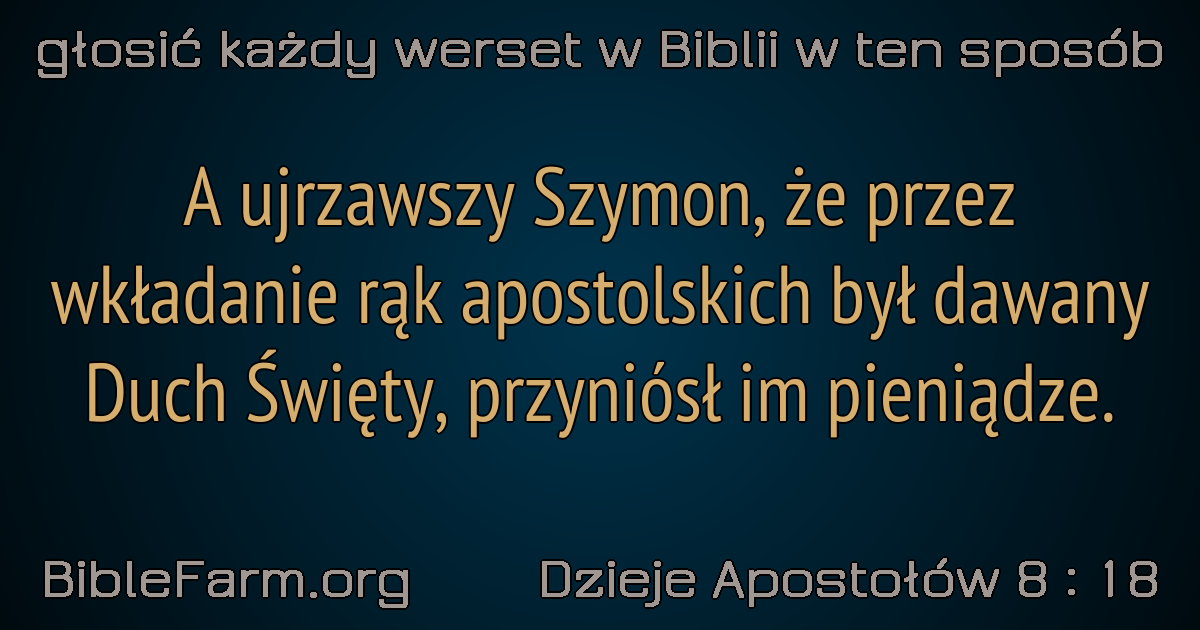 głosić każdy werset w Biblii w ten sposób
A ujrzawszy Szymon, że przez
wkładanie rąk apostolskich był dawany
Duch Święty, przyniósł im pieniądze.
BibleFarm.org
Dzieje Apostołów 8 : 18